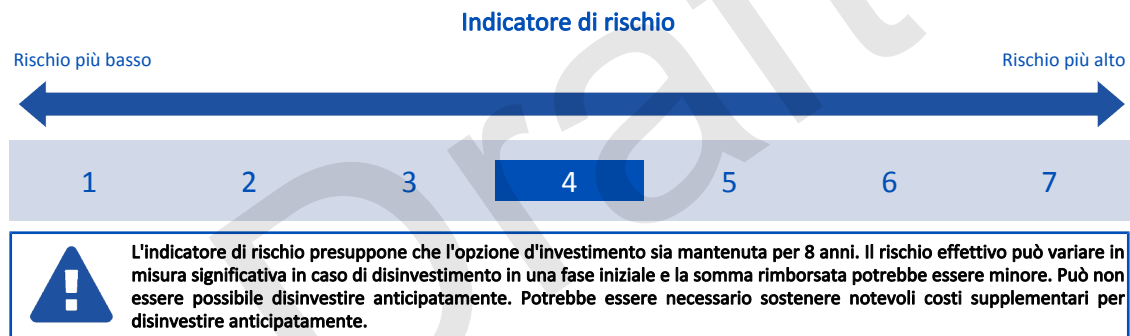 Indicatore di rischio
Rischio più basso
Rischio più alto
1 2 3 4 5 6 7
L'indicatore di rischio presuppone che l'opzione d'investimento sia mantenuta per 8 anni. Il rischio effettivo può variare in
misura significativa in caso di disinvestimento in una fase iniziale e la somma rimborsata potrebbe essere minore. Può non
essere possibile disinvestire anticipatamente. Potrebbe essere necessario sostenere notevoli costi supplementari per
disinvestire anticipatamente.
Draft